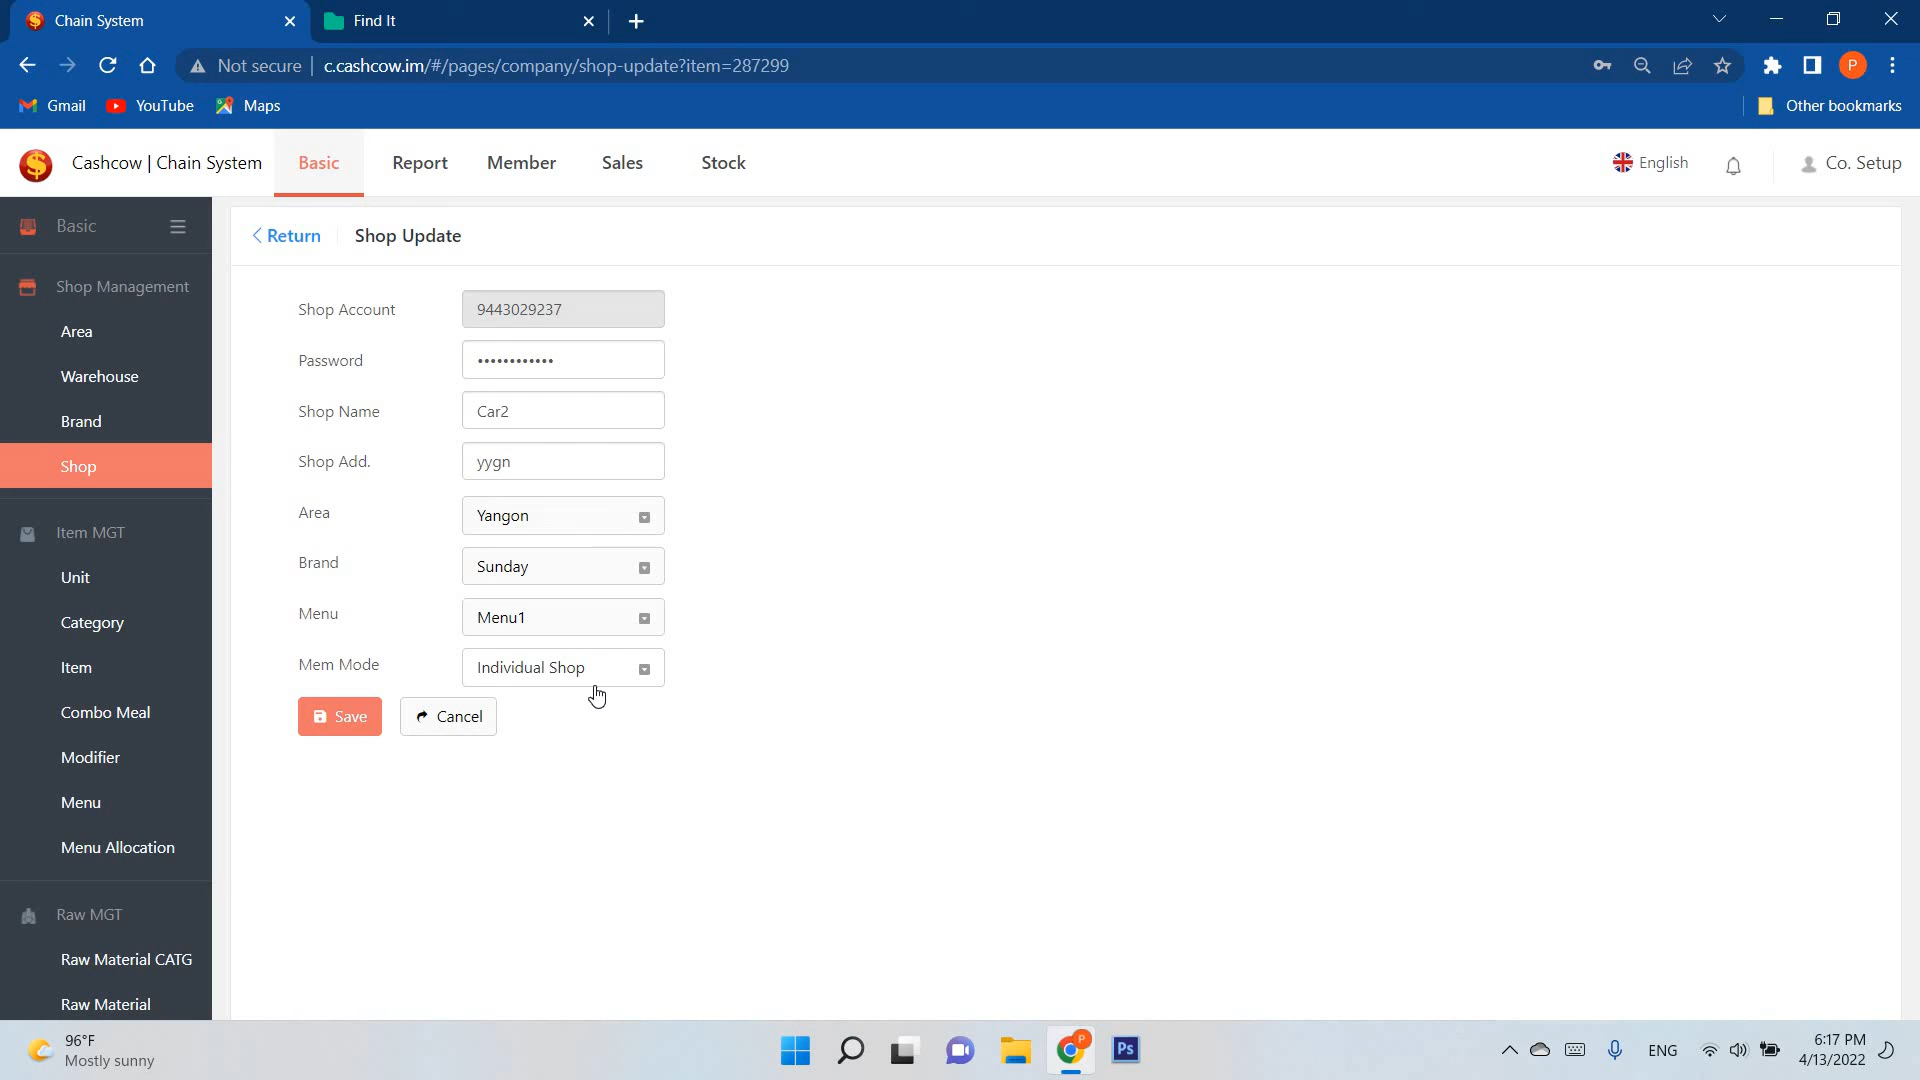 Chain System
Find It
Not secure
c.cashcow.im/#/pages/company/shop-update?item=287299
P
Gmail
YouTube
Maps
Other bookmarks
Cashcow | Chain System
Basic
Report
Member
Sales
Stock
English
Co. Setup
Basic
Return
Shop Update
Shop Management
Area
Warehouse
Brand
Shop
Item MGT
Unit
Category
Item
Combo Meal
Modifier
Menu
Menu Allocation
Raw MGT
Raw Material CATG
Raw Material
Shop Account
9443029237
Password
••••••••••••
Shop Name
Car2
Shop Add.
yygn
Area
Yangon
Brand
Sunday
Menu
Menu1
Mem Mode
Individual Shop
Save
Cancel
96°F
Mostly sunny
P
Ps
ENG
6:17 PM
4/13/2022